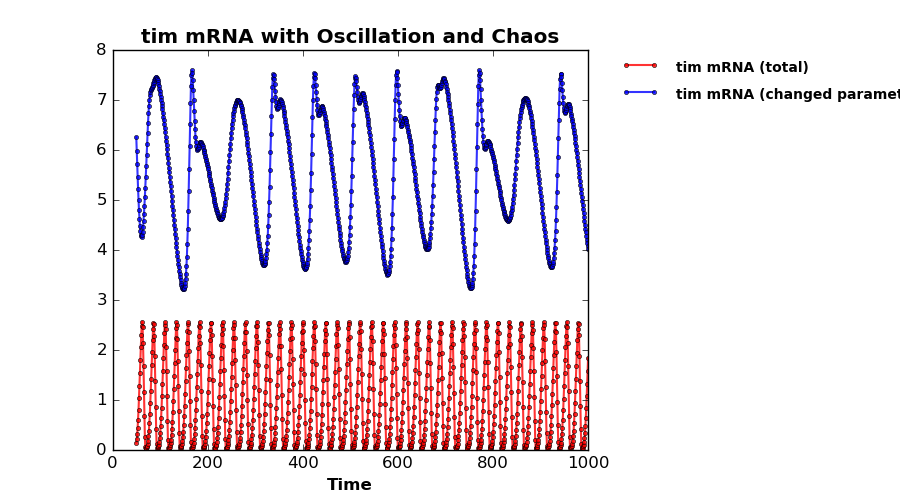 tim mRNA with Oscillation and Chaos
8
7
6
5
4
3
2
1
0
0 200 400 600 800 1000
Time
tim mRNA (total)
tim mRNA (changed paramet